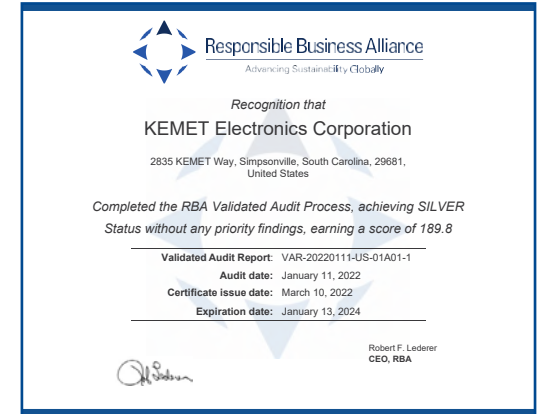 Responsible Business Alliance
Advancing Sustainability Globally
Recognition that
KEMET Electronics Corporation
2835 KEMET Way, Simpsonville, South Carolina, 29681,
United States
Completed the RBA Validated Audit Process, achieving SILVER
Status without any priority findings, earning a score of 189.8
Validated Audit Report: VAR-20220111-US-01A01-1
Audit date: January 11, 2022
Certificate issue date: March 10, 2022
Expiration date: January 13, 2024
Robert F. Lederer
CEO, RBA